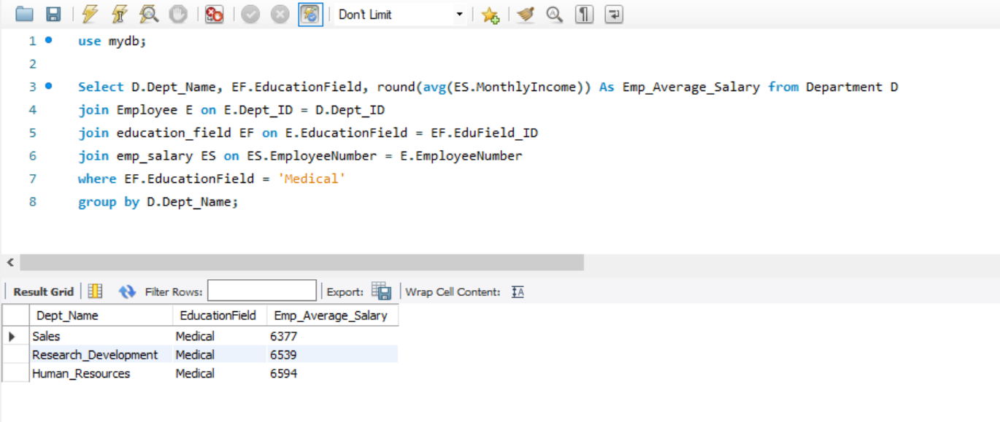 Don't Limit
1 use mydb;
2
3 Select D.Dept_Name, EF.EducationField, round(avg(ES.MonthlyIncome)) As Emp_Average_Salary from Department D
4 join Employee E on E.Dept_ID = D.Dept_ID
5 join education_field EF on E.EducationField = EF.EduField_ID
6 join emp_salary ES on ES.EmployeeNumber = E.EmployeeNumber
7 where EF.EducationField = 'Medical'
8 group by D.Dept_Name;
Result Grid Filter Rows: Export: Wrap Cell Content: IA
Dept_Name EducationField Emp_Average_Salary
Sales Medical 6377
Research_Development Medical 6539
Human_Resources Medical 6594